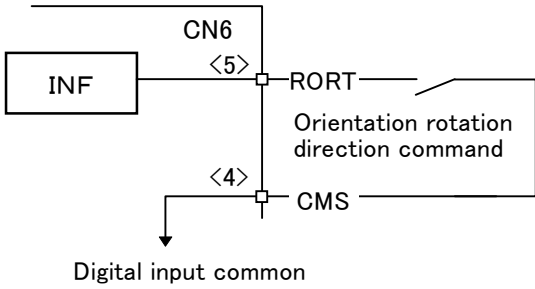 CN6
<5>
INF
RORT
Orientation rotation
direction command
<4>
CMS
Digital input common